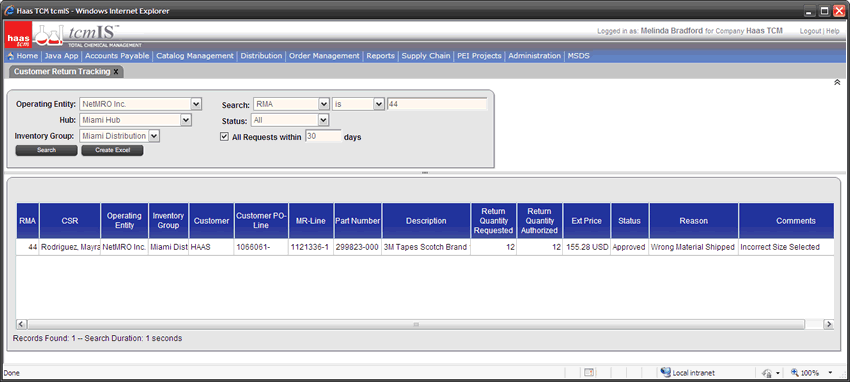 Haas TCM tcmIS - Windows Internet Explorer
haas tcm
tcmIS™
TOTAL CHEMICAL MANAGEMENT
Logged in as: Melinda Bradford for Company Haas TCM
Logout | Help
Home | Java App | Accounts Payable | Catalog Management | Distribution | Order Management | Reports | Supply Chain | PEI Projects | Administration | MSDS
Customer Return Tracking X
Operating Entity: NetMRO Inc. Search: RMA is 44
Hub: Miami Hub Status: All
Inventory Group: Miami Distribution All Requests within 30 days
Search Create Excel
RMA CSR Operating Entity Inventory Group Customer Customer PO-Line MR-Line Part Number Description Return Quantity Requested Return Quantity Authorized Ext Price Status Reason Comments
44 Rodriguez, Mayra NetMRO Inc. Miami Dist HAAS 1066061- 1121336-1 299823-000 3M Tapes Scotch Brand 12 12 155.28 USD Approved Wrong Material Shipped Incorrect Size Selected
Records Found: 1 -- Search Duration: 1 seconds
Done Local intranet 100%